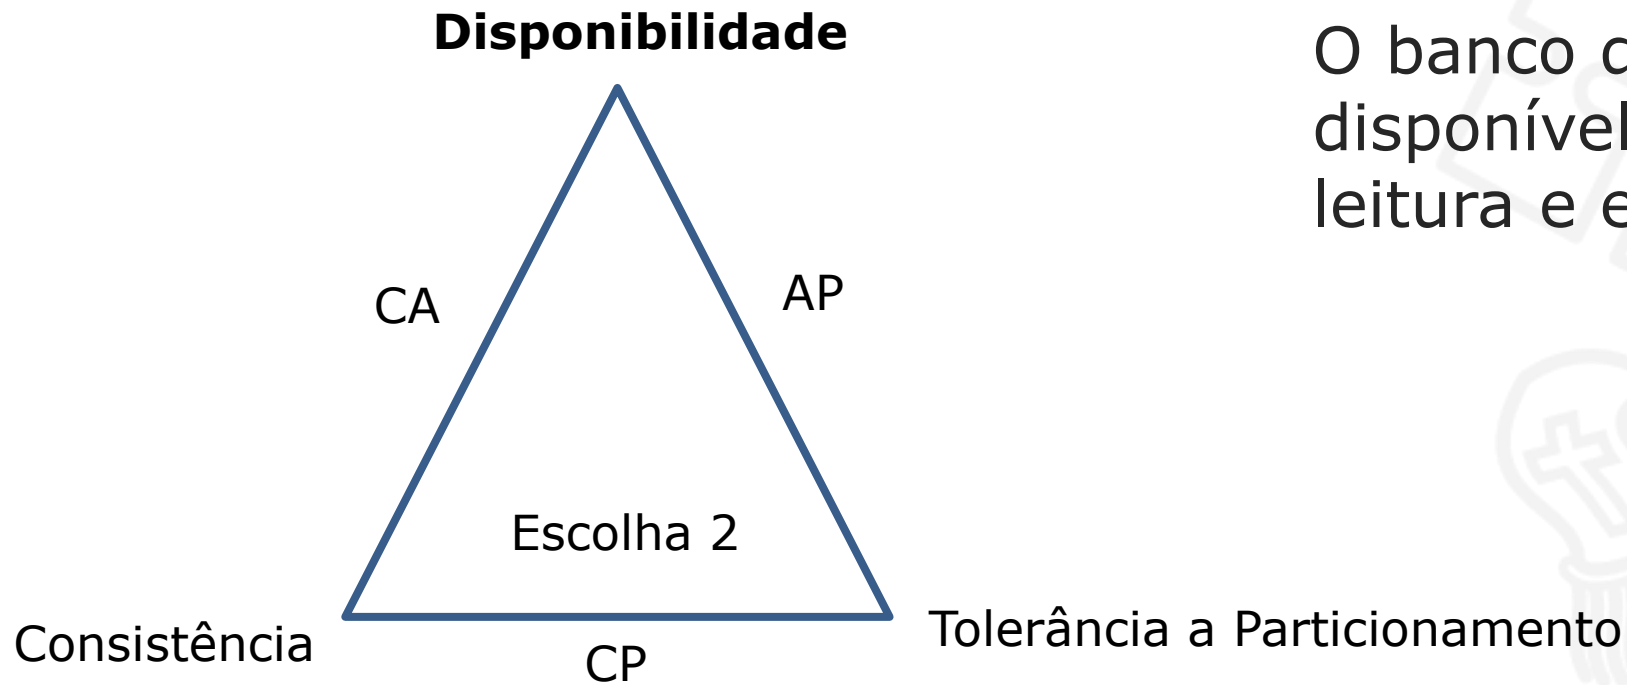 Disponibilidade
O banco
disponível
leitura e
CA
AP
Escolha 2
Consistência
CP
Tolerância a Particionamento